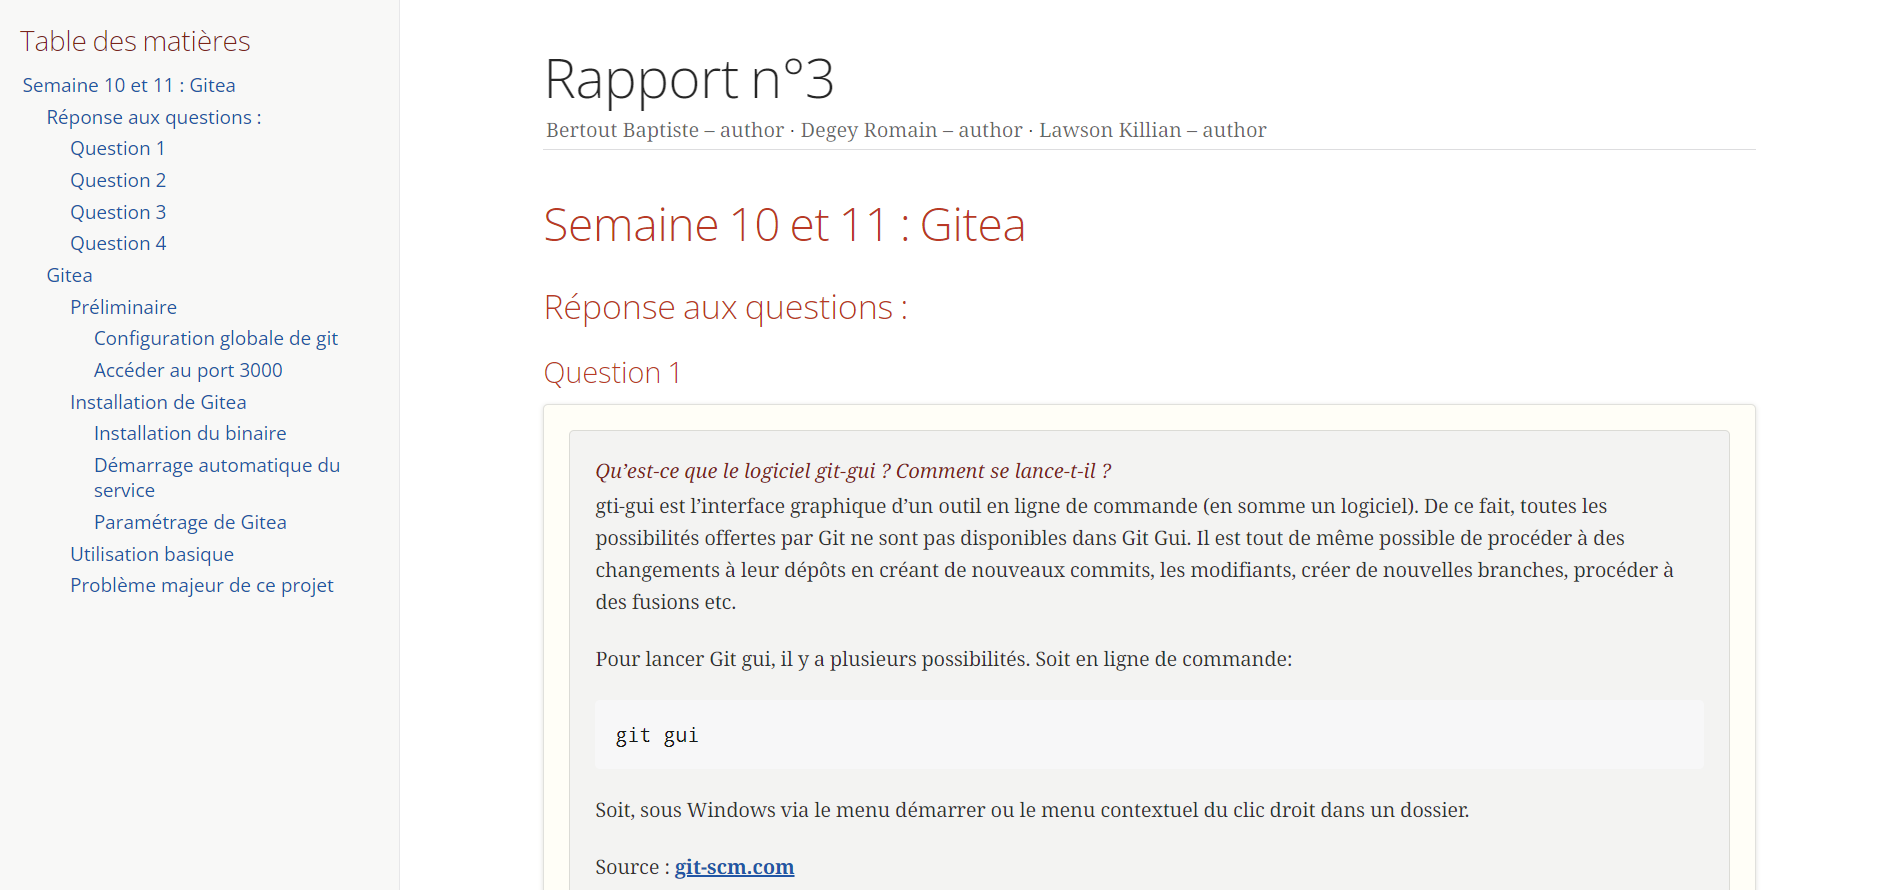 Table des matières
Semaine 10 et 11 : Gitea
Réponse aux questions :
Question 1
Question 2
Question 3
Question 4
Gitea
Préliminaire
Configuration globale de git
Accéder au port 3000
Installation de Gitea
Installation du binaire
Démarrage automatique du
service
Paramétrage de Gitea
Utilisation basique
Problème majeur de ce projet
Rapport n°3
Bertout Baptiste – author · Degey Romain – author · Lawson Killian – author
Semaine 10 et 11 : Gitea
Réponse aux questions :
Question 1
Qu’est-ce que le logiciel git-gui ? Comment se lance-t-il ?
gti-gui est l’interface graphique d’un outil en ligne de commande (en somme un logiciel). De ce fait, toutes les
possibilités offertes par Git ne sont pas disponibles dans Git Gui. Il est tout de même possible de procéder à des
changements à leur dépôts en créant de nouveaux commits, les modifiants, créer de nouvelles branches, procéder à
des fusions etc.
Pour lancer Git gui, il y a plusieurs possibilités. Soit en ligne de commande:
git gui
Soit, sous Windows via le menu démarrer ou le menu contextuel du clic droit dans un dossier.
Source : git-scm.com